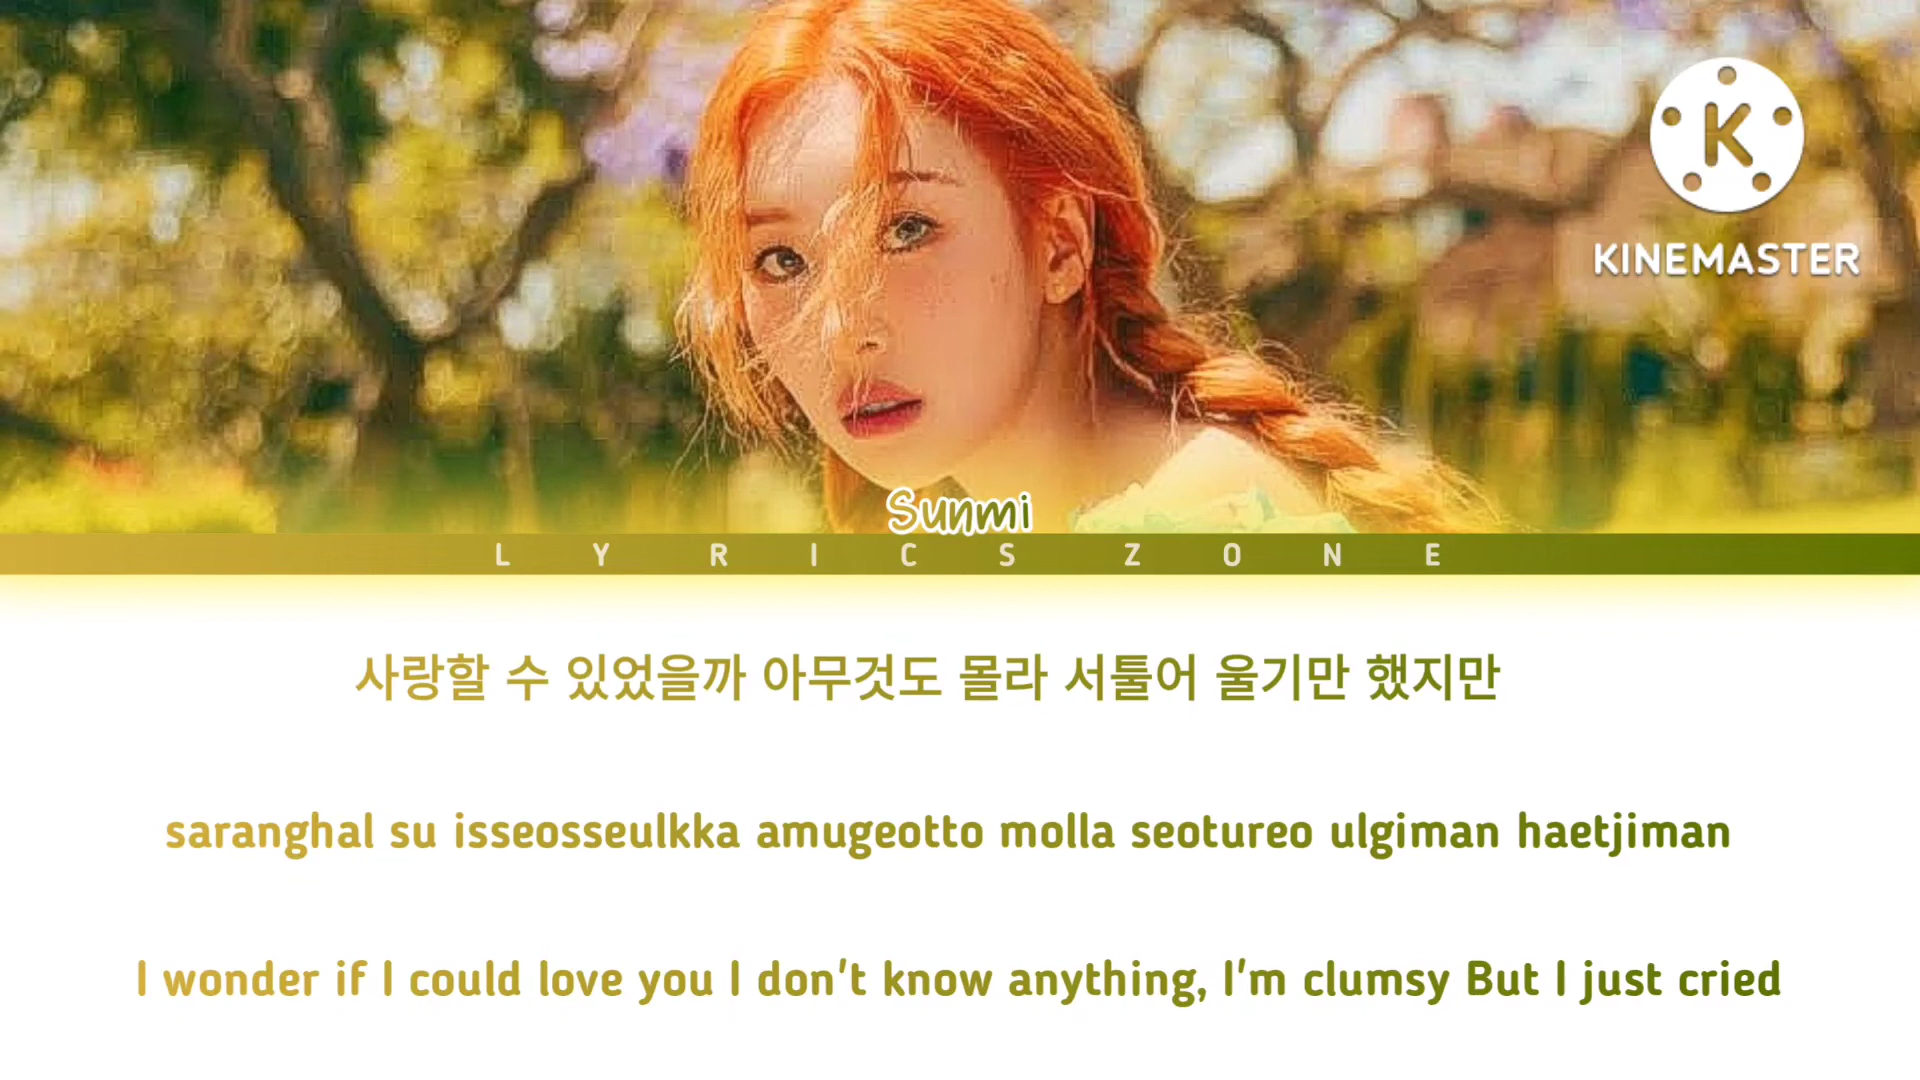 K
KINEMASTER
Sunmi
LYRICS ZONE
사랑할 수 있었을까 아무것도 몰라 서툴어 울기만 했지만
saranghal su isseosseulkka amugeotto molla seotureo ulgiman haetjiman
I wonder if I could love you I don't know anything, I'm clumsy But I just cried